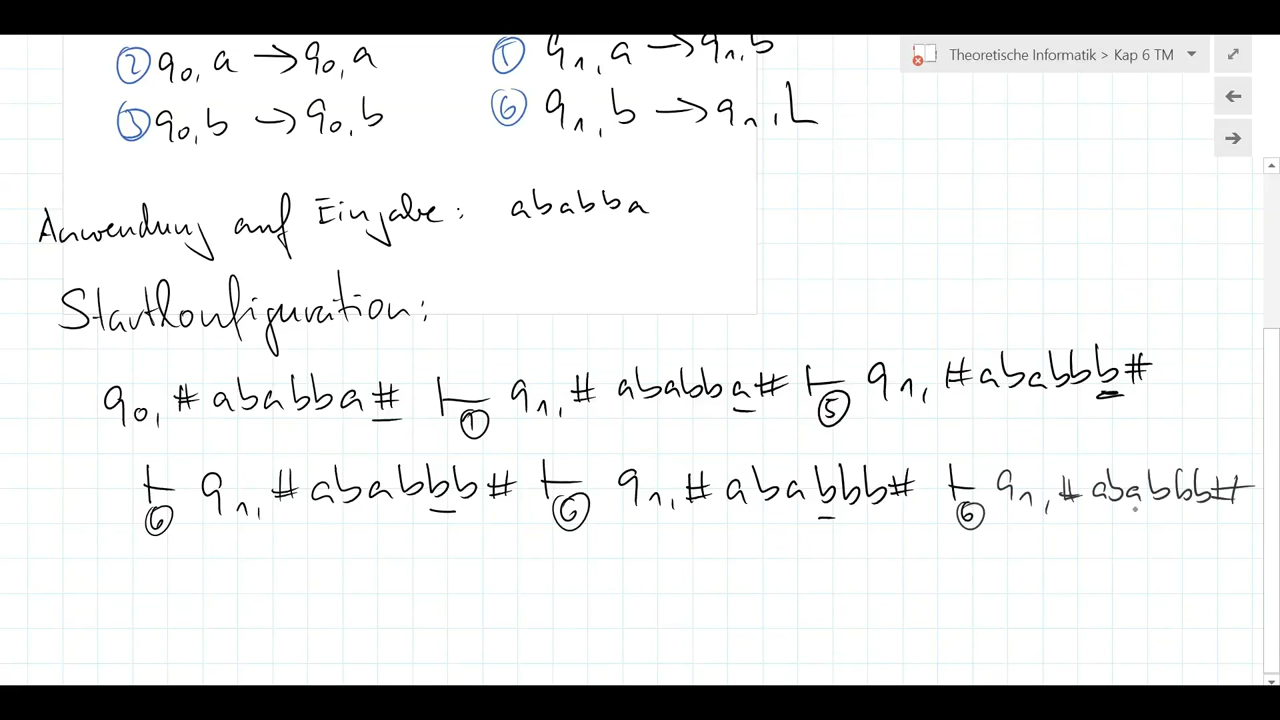 Theoretische Informatik > Kap 6 TM
② q₀, a → q₀, a ⑤ q₁, a → q₁, b
③ q₀, b → q₀, b ⑥ q₁, b → q₁, L
Anwendung auf Eingabe: ababba
Startkonfiguration:
q₀, #ababba# ⊢① q₁, #ababba# ⊢⑤ q₁, #ababbb#
⊢⑥ q₁, #ababbb# ⊢⑥ q₁, #ababbb# ⊢⑥ q₁, #ababbb#